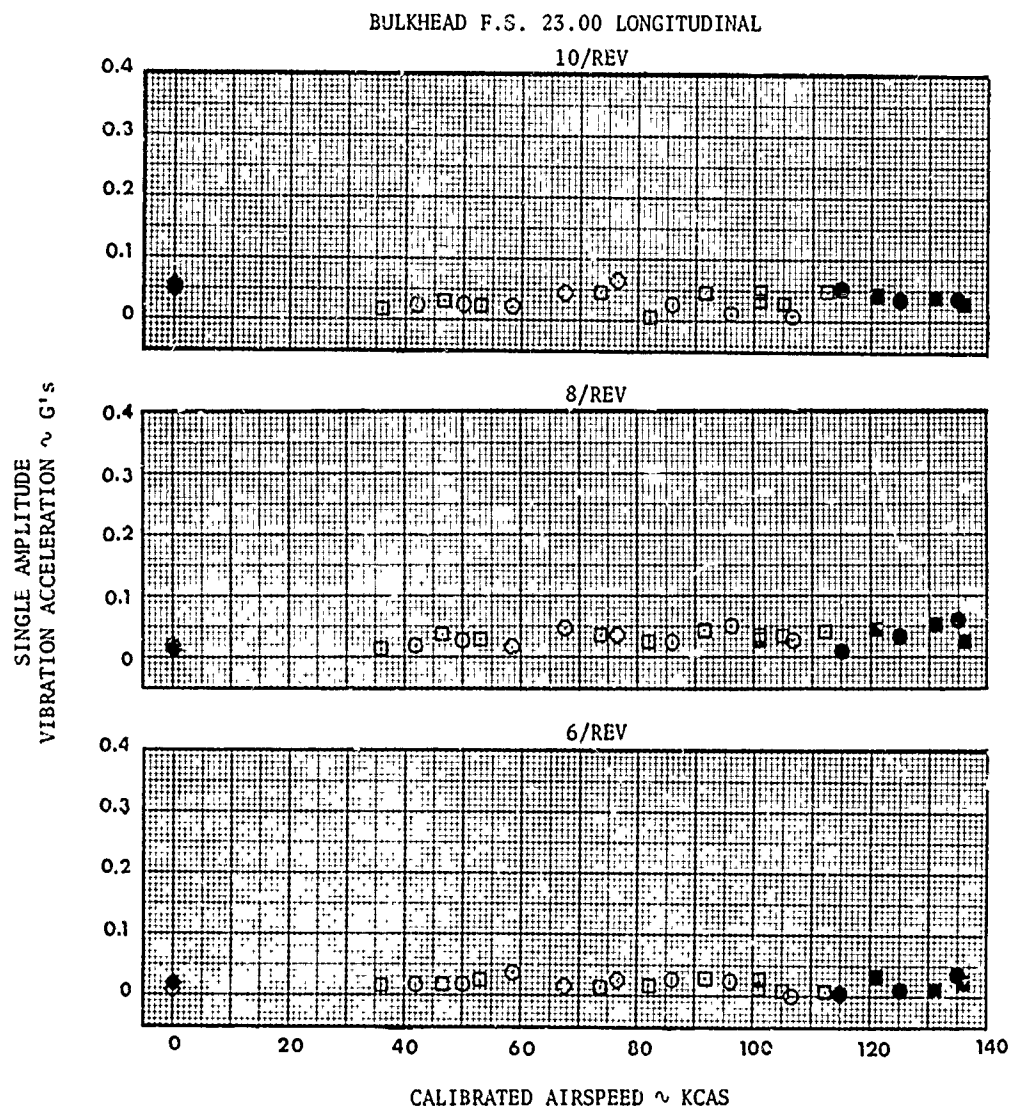 BULKHEAD F.S. 23.00 LONGITUDINAL
10/REV
0.4
0.3
0.2
0.1
0
8/REV
0.4
0.3
0.2
0.1
0
SINGLE AMPLITUDE
VIBRATION ACCELERATION ~ G's
6/REV
0.4
0.3
0.2
0.1
0
0 20 40 60 80 100 120 140
CALIBRATED AIRSPEED ~ KCAS